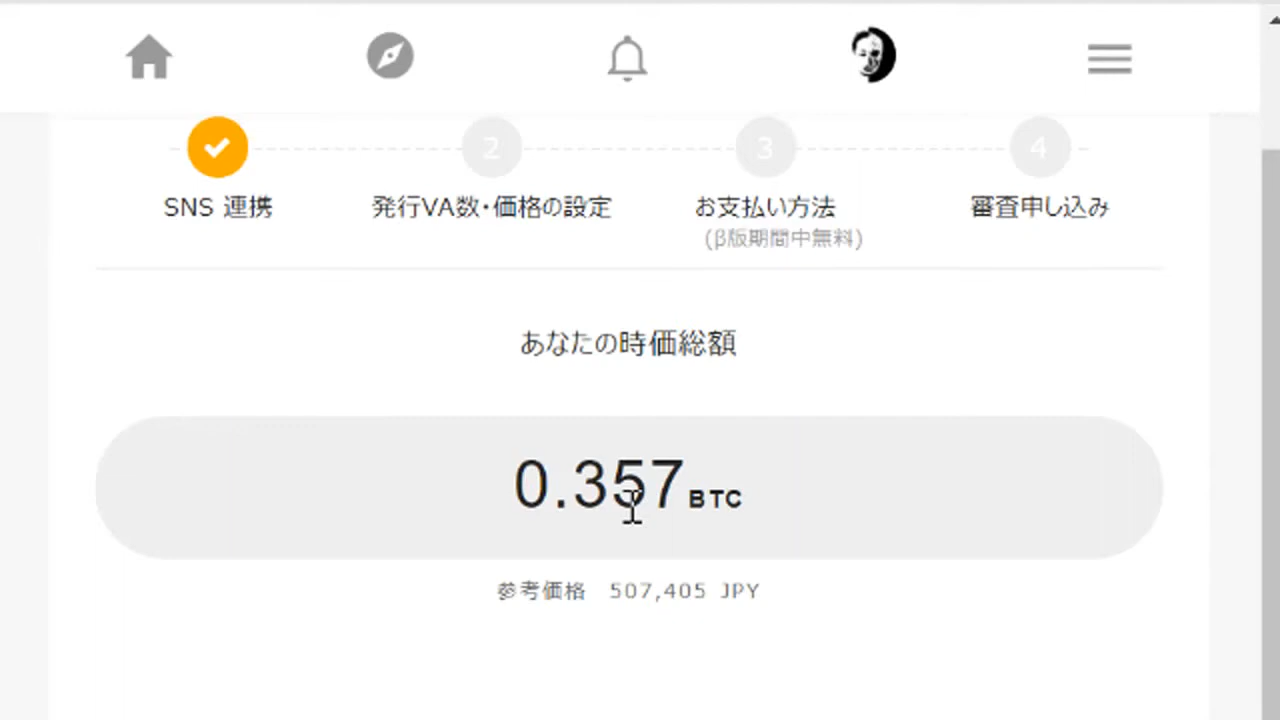 2 3 4
SNS 連携 発行VA数・価格の設定 お支払い方法 審査申し込み
(β版期間中無料)
あなたの時価総額
0.357BTC
参考価格 507,405 JPY